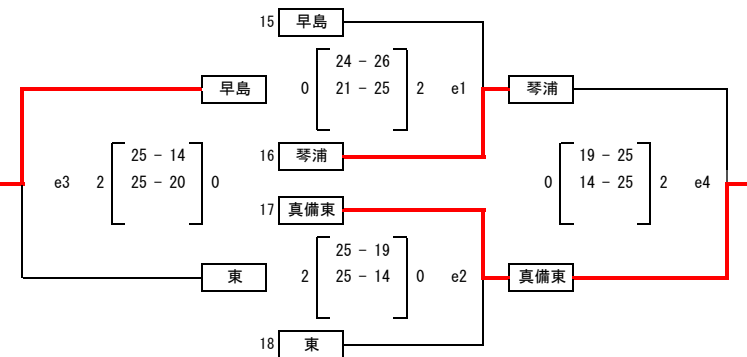 15 早島
24 - 26
早島 0 21 - 25 2 e1 琴浦
25 - 14 16 琴浦 19 - 25
e3 2 25 - 20 0 0 14 - 25 2 e4
17 真備東
25 - 19
東 2 25 - 14 0 e2 真備東
18 東